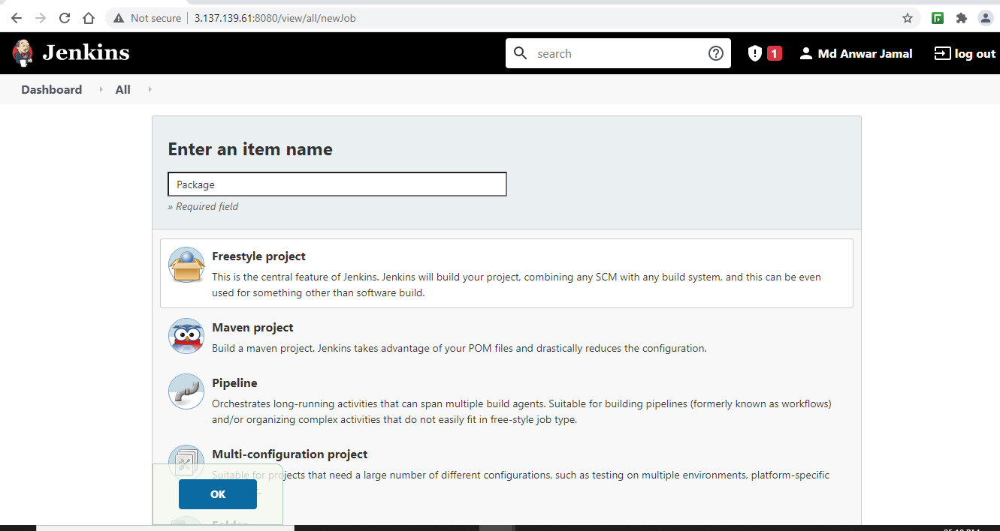 Not secure 3.137.139.61:8080/view/all/newJob
Jenkins
search
1
Md Anwar Jamal
log out
Dashboard
All
Enter an item name
Package
» Required field
Freestyle project
This is the central feature of Jenkins. Jenkins will build your project, combining any SCM with any build system, and this can be even
used for something other than software build.
Maven project
Build a maven project. Jenkins takes advantage of your POM files and drastically reduces the configuration.
Pipeline
Orchestrates long-running activities that can span multiple build agents. Suitable for building pipelines (formerly known as workflows)
and/or organizing complex activities that do not easily fit in free-style job type.
Multi-configuration project
Suitable for projects that need a large number of different configurations, such as testing on multiple environments, platform-specific
OK
Folder